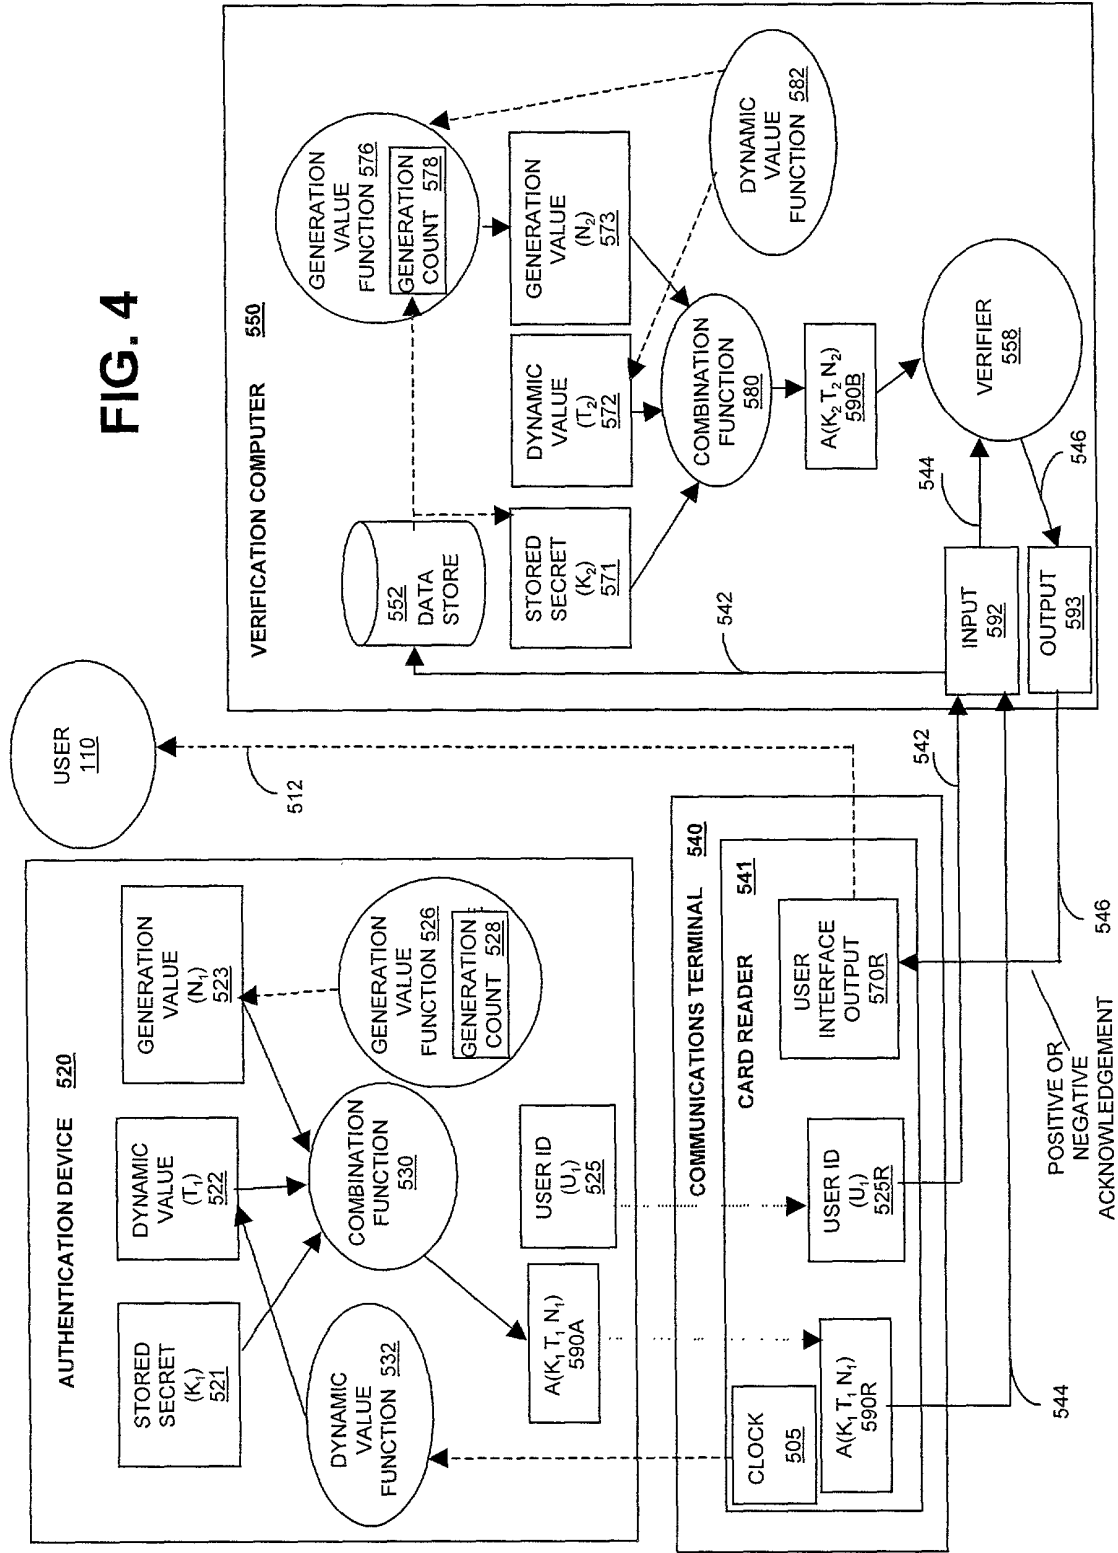 FIG. 4
AUTHENTICATION DEVICE 520
STORED
SECRET
(K1)
521
DYNAMIC
VALUE
(T1)
522
GENERATION
VALUE
(N1)
523
DYNAMIC
VALUE
FUNCTION 532
COMBINATION
FUNCTION
530
GENERATION
VALUE
FUNCTION 526
GENERATION
COUNT 528
A(K1 T1 N1)
590A
USER ID
(U1)
525
USER
110
512
COMMUNICATIONS TERMINAL 540
CARD READER 541
CLOCK
505
A(K1 T1 N1)
590R
USER ID
(U1)
525R
USER
INTERFACE
OUTPUT
570R
544
542
POSITIVE OR
NEGATIVE
ACKNOWLEDGEMENT
546
VERIFICATION COMPUTER 550
552
DATA
STORE
GENERATION
VALUE
FUNCTION 576
GENERATION
COUNT 578
STORED
SECRET
(K2)
571
DYNAMIC
VALUE
(T2)
572
GENERATION
VALUE
(N2)
573
COMBINATION
FUNCTION
580
DYNAMIC
VALUE
FUNCTION 582
542
A(K2 T2 N2)
590B
INPUT
592
544
VERIFIER
558
OUTPUT
593
546